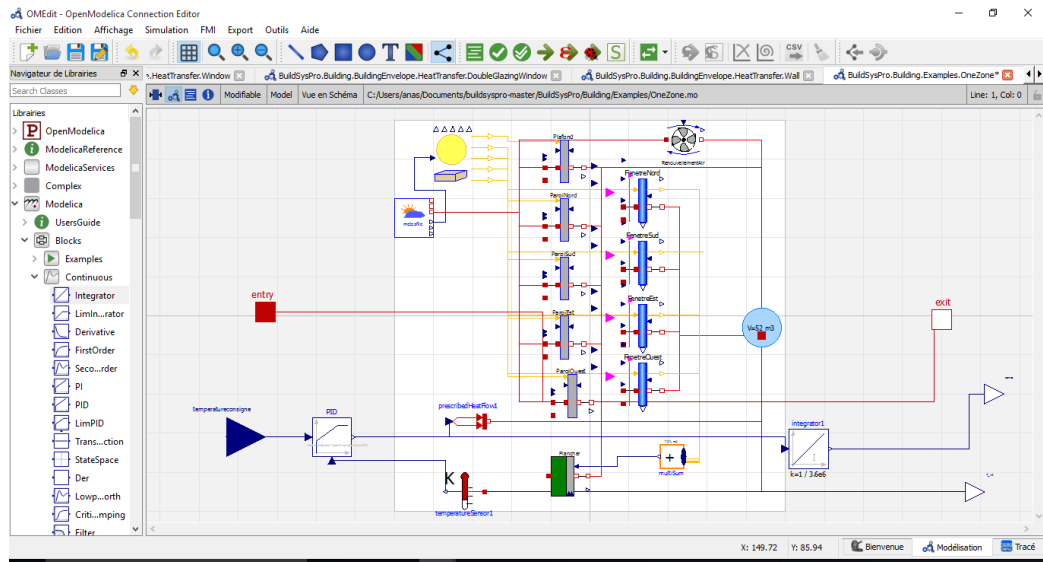 OMEdit - OpenModelica Connection Editor
Fichier Edition Affichage Simulation FMI Export Outils Aide
Navigateur de Librairies
Search Classes
Librairies
OpenModelica
ModelicaReference
ModelicaServices
Complex
Modelica
UsersGuide
Blocks
Examples
Continuous
Integrator
LimIn...rator
Derivative
FirstOrder
Seco...rder
PI
PID
LimPID
Trans...ction
StateSpace
Der
Lowp...orth
Criti...mping
Filter
».HeatTransfer.Window
BuildSysPro.Building.BuildingEnvelope.HeatTransfer.DoubleGlazingWindow
BuildSysPro.Building.BuildingEnvelope.HeatTransfer.Wall
BuildSysPro.Building.Examples.OneZone*
Modifiable Model Vue en Schéma C:/Users/anas/Documents/buildsyspro-master/BuildSysPro/Building/Examples/OneZone.mo
Line: 1, Col: 0
Plafond
RenouvellementAir
FenetreNord
ParoiNord
meteofile
FenetreSud
ParoiSud
entry
FenetreEst
exit
ParoiEst
V=52 m3
FenetreOuest
ParoiOuest
temperatureconsigne
PID
prescribedHeatFlow1
integrator1
k=1 / 3.6e6
Plancher
+
multiSum
K
temperatureSensor1
X: 149.72 Y: 85.94
Bienvenue
Modélisation
Tracé